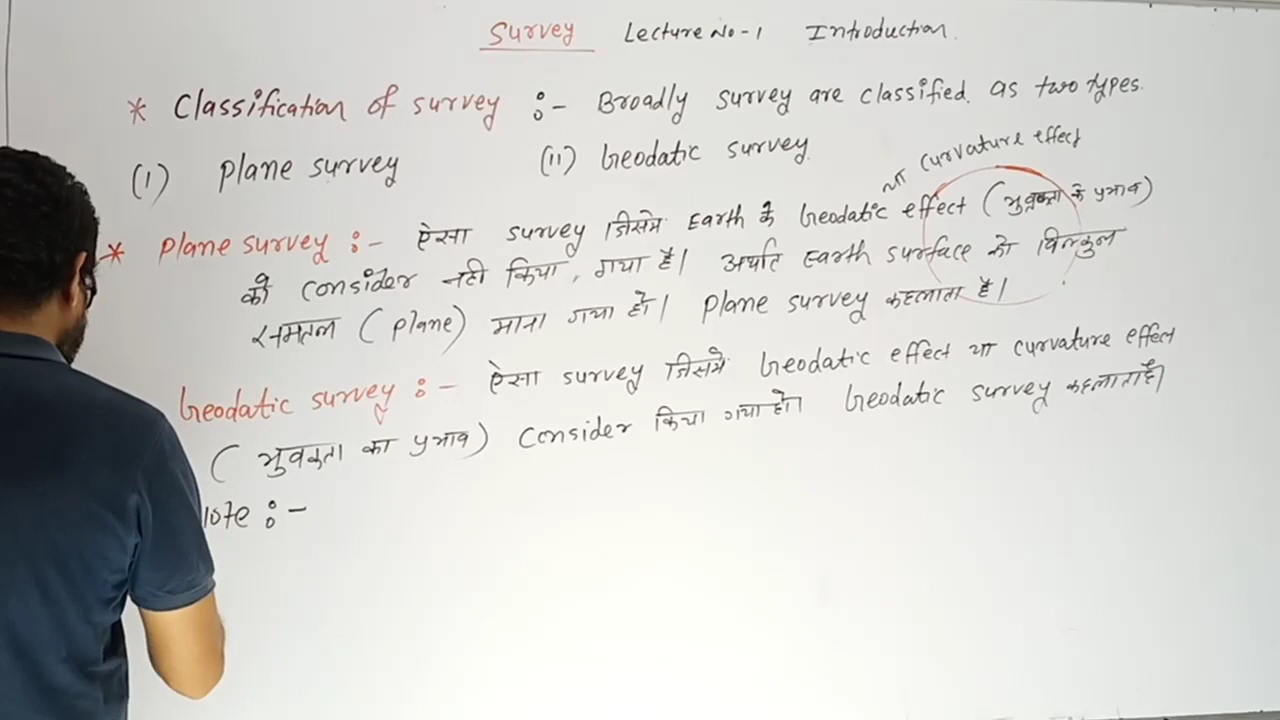 Survey Lecture No-1 Introduction.
* Classification of survey :- Broadly survey are classified. as two types.
(I) Plane survey (II) Geodatic survey
या curvature effect
* Plane survey :- ऐसा survey जिसमे Earth के Geodatic effect (भुवक्रता के प्रभाव)
को consider नही किया, गया है। अर्थात Earth surface को बिल्कुल
समतल (Plane) माना गया हो। Plane survey कहलाता है।
Geodatic survey :- ऐसा survey जिसमे Geodatic effect या curvature effect
(भुवक्रता का प्रभाव) Consider किया गया हो। Geodatic survey कहलाता है।
Note :-